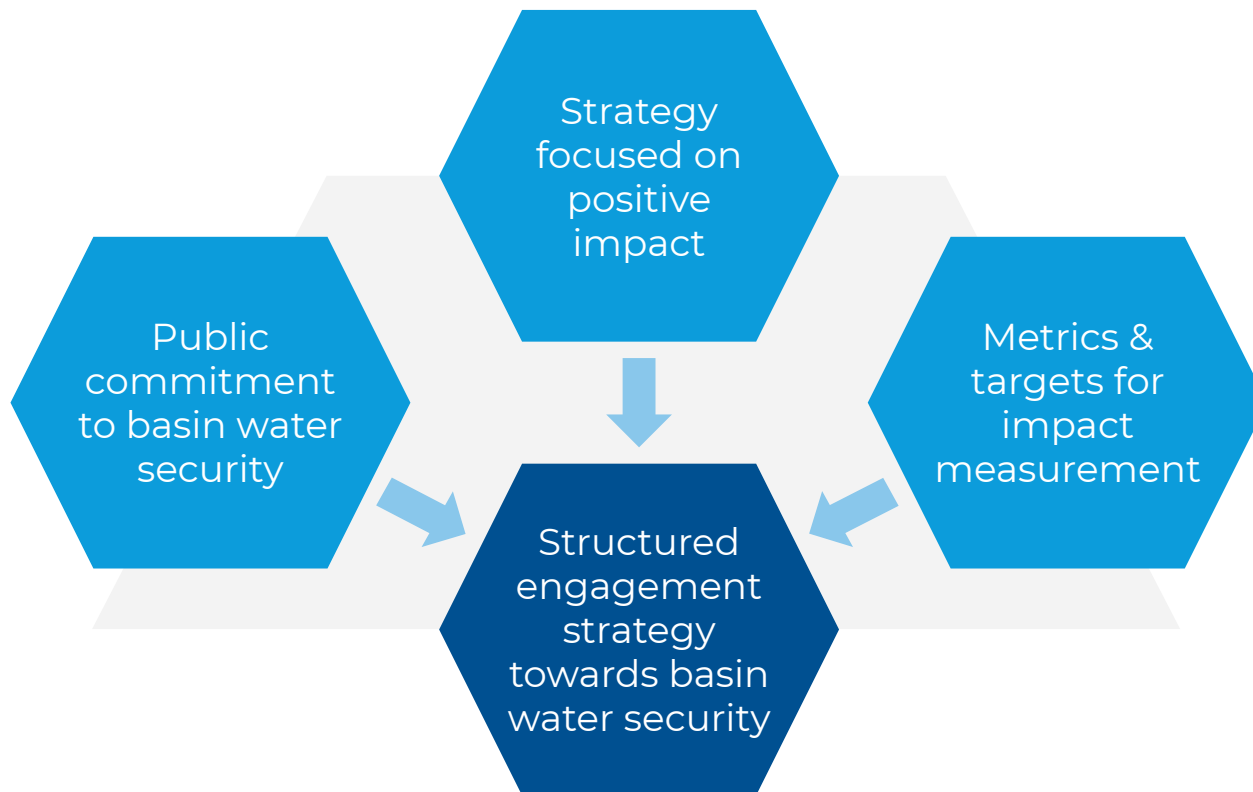 Strategy
focused on
positive
impact
Public
commitment
to basin water
security
Metrics &
targets for
impact
measurement
Structured
engagement
strategy
towards basin
water security